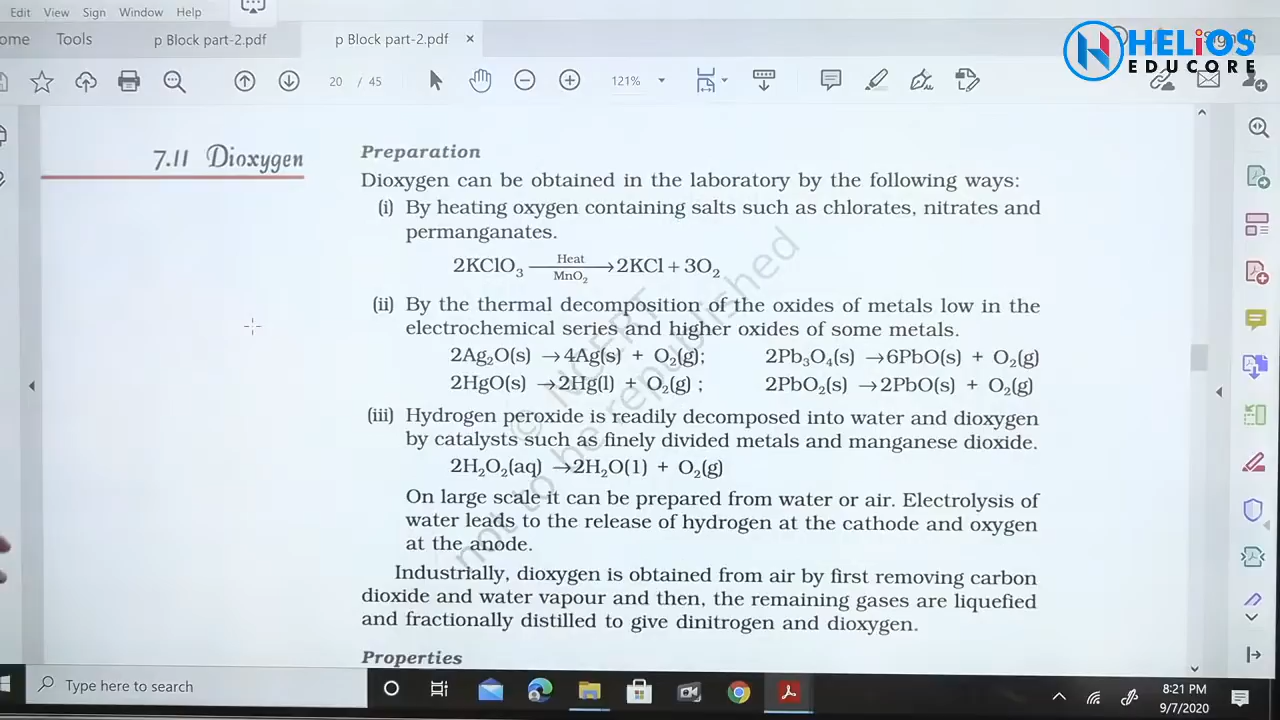 Edit View Sign Window Help
ome Tools p Block part-2.pdf p Block part-2.pdf ×
HELiOS
EDUCORE
20 / 45 121%
7.11 Dioxygen
Preparation
Dioxygen can be obtained in the laboratory by the following ways:
(i) By heating oxygen containing salts such as chlorates, nitrates and
permanganates.
2KClO₃ —Heat/MnO₂→ 2KCl + 3O₂
(ii) By the thermal decomposition of the oxides of metals low in the
electrochemical series and higher oxides of some metals.
2Ag₂O(s) →4Ag(s) + O₂(g); 2Pb₃O₄(s) →6PbO(s) + O₂(g)
2HgO(s) →2Hg(l) + O₂(g) ; 2PbO₂(s) →2PbO(s) + O₂(g)
(iii) Hydrogen peroxide is readily decomposed into water and dioxygen
by catalysts such as finely divided metals and manganese dioxide.
2H₂O₂(aq) →2H₂O(1) + O₂(g)
On large scale it can be prepared from water or air. Electrolysis of
water leads to the release of hydrogen at the cathode and oxygen
at the anode.
Industrially, dioxygen is obtained from air by first removing carbon
dioxide and water vapour and then, the remaining gases are liquefied
and fractionally distilled to give dinitrogen and dioxygen.
Properties
© NCERT
not to be republished
Type here to search
8:21 PM
9/7/2020